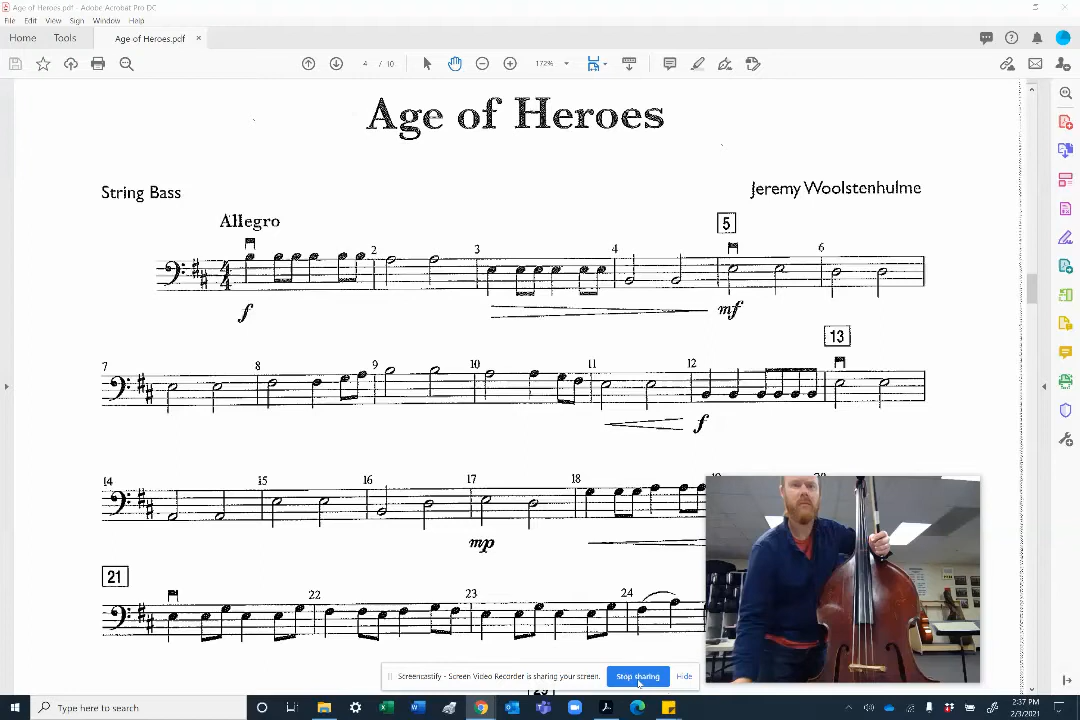 Age of Heroes.pdf - Adobe Acrobat Pro DC
File Edit View Sign Window Help
Home Tools Age of Heroes.pdf ×
4 / 10 172%
Age of Heroes
String Bass
Jeremy Woolstenhulme
Allegro
5
2 3 4 6
4
4
f mf
13
7 8 9 10 11 12
f
14 15 16 17 18
mp
21
22 23 24
Screencastify - Screen Video Recorder is sharing your screen. Stop sharing Hide
Type here to search
2:37 PM
2/3/2021